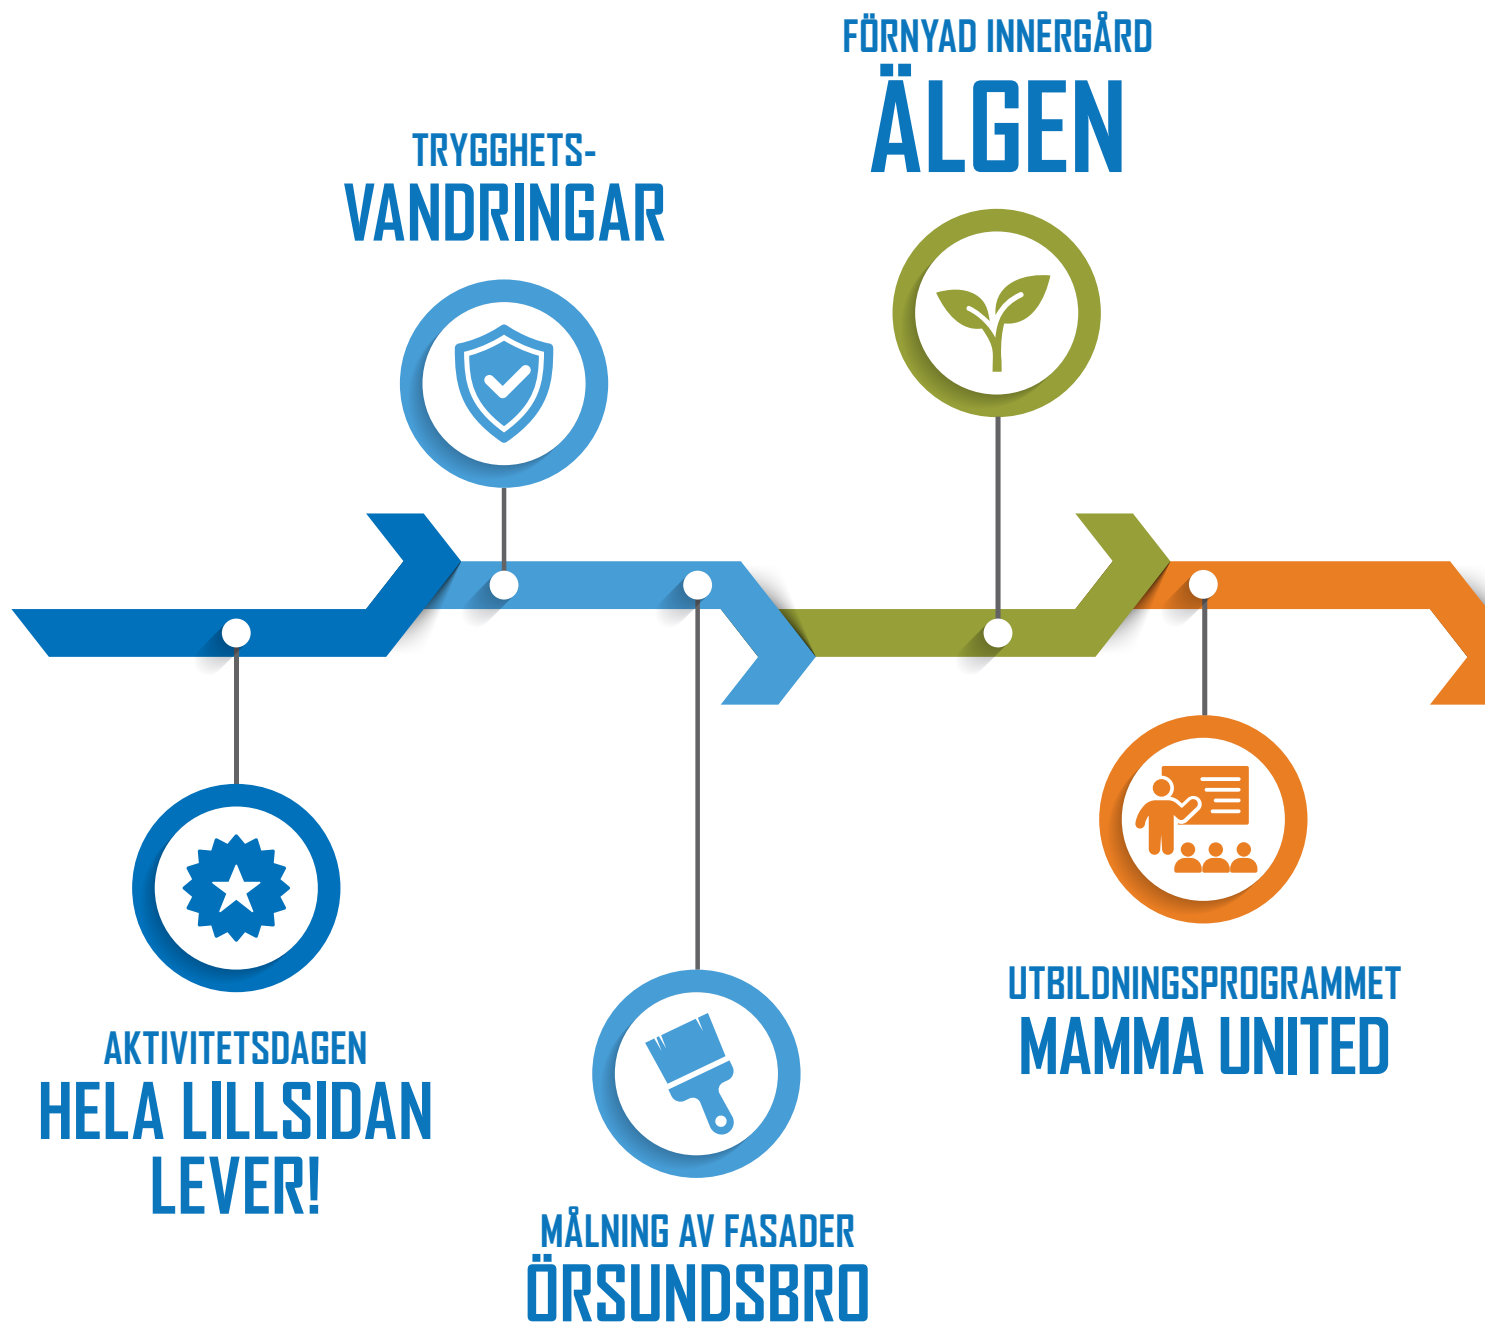 FÖRNYAD INNERGÅRD
ÄLGEN
TRYGGHETS-
VANDRINGAR
AKTIVITETSDAGEN
HELA LILLSIDAN
LEVER!
MÅLNING AV FASADER
ÖRSUNDSBRO
UTBILDNINGSPROGRAMMET
MAMMA UNITED